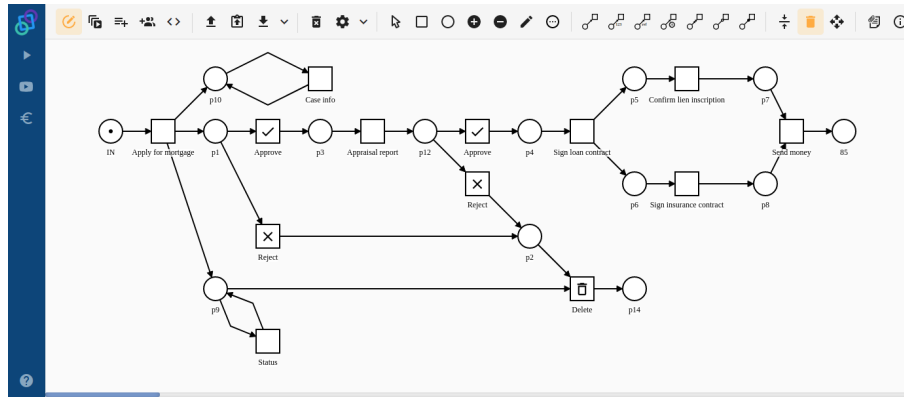 p10
Case info
p5
Confirm lien inscription
p7
IN
Apply for mortgage
p1
Approve
p3
Appraisal report
p12
Approve
p4
Sign loan contract
Send money
85
Reject
p6
Sign insurance contract
p8
Reject
p2
p9
Delete
p14
Status